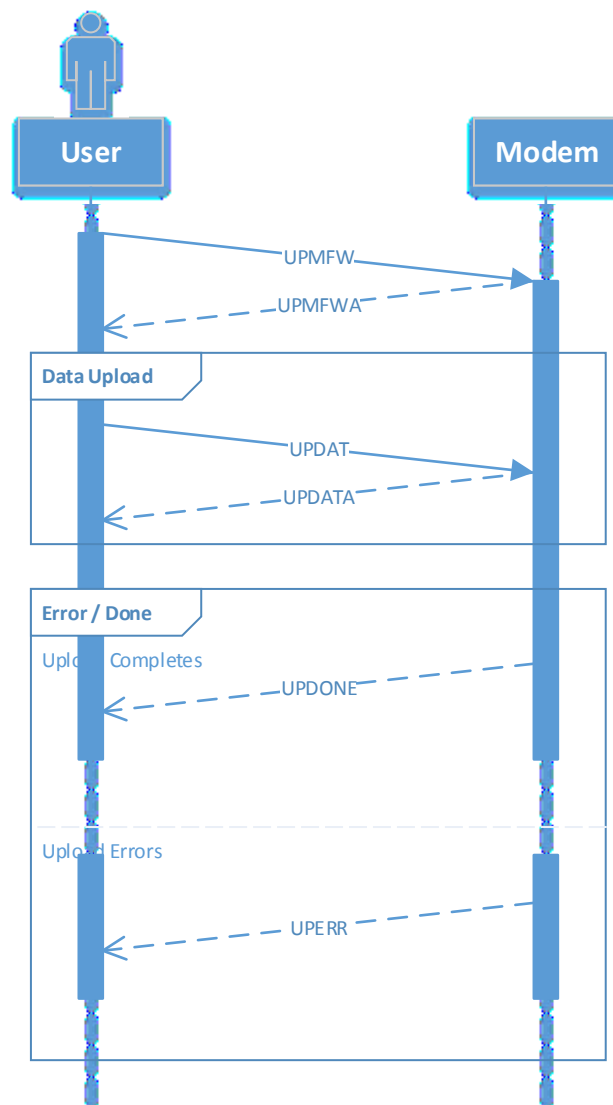 User
Modem
UPMFW
UPMFWA
Data Upload
UPDAT
UPDATA
Error / Done
Upload Completes
UPDONE
Upload Errors
UPERR